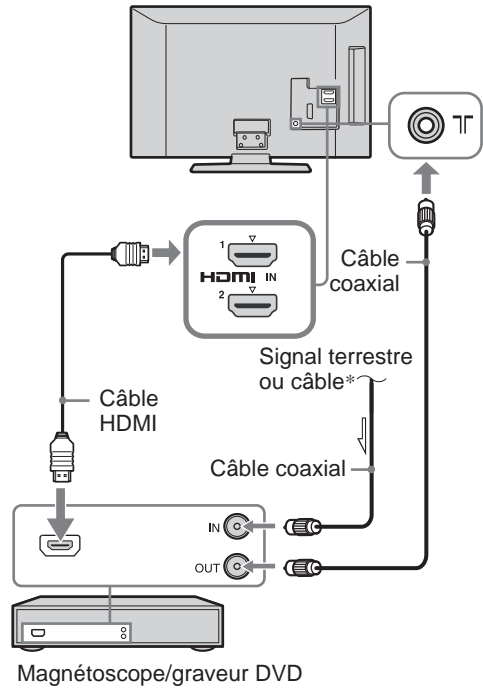 1
HDMI IN
2
Câble
coaxial
Signal terrestre
ou câble*
Câble
HDMI
Câble coaxial
IN
OUT
Magnétoscope/graveur DVD